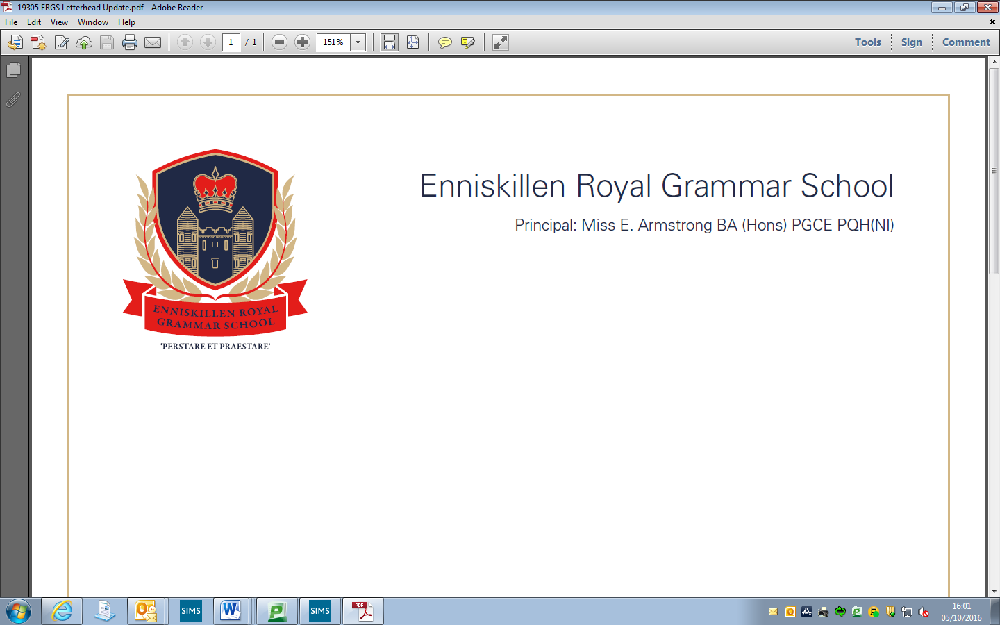 19305 ERGS Letterhead Update.pdf - Adobe Reader
File Edit View Window Help
1 / 1 151% Tools Sign Comment
Enniskillen Royal Grammar School
Principal: Miss E. Armstrong BA (Hons) PGCE PQH(NI)
ENNISKILLEN ROYAL
GRAMMAR SCHOOL
‘PERSTARE ET PRAESTARE’
SIMS SIMS PDF
16:01
05/10/2016